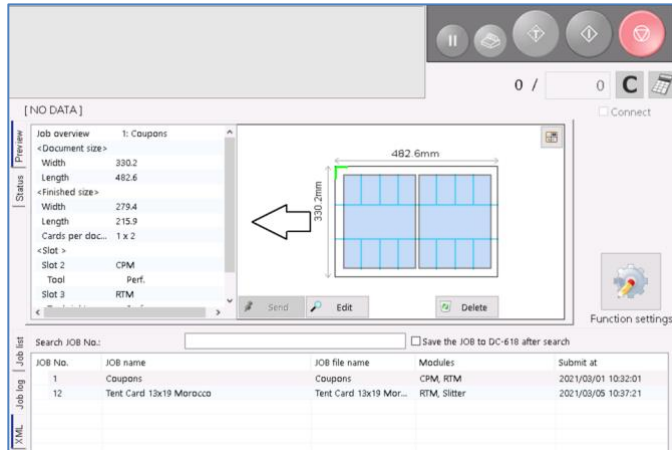 0 / 0 C
[NO DATA]
Connect
Preview
Status
Job overview 1: Coupons
<Document size>
Width 330.2
Length 482.6
<Finished size>
Width 279.4
Length 215.9
Cards per doc... 1 x 2
<Slot >
Slot 2 CPM
Tool Perf.
Slot 3 RTM
482.6mm
330.2mm
Send
Edit
Delete
Function settings
Job list
Job log
XML
Search JOB No.:
Save the JOB to DC-618 after search
JOB No. JOB name JOB file name Modules Submit at
1 Coupons Coupons CPM, RTM 2021/03/01 10:32:01
12 Tent Card 13x19 Morocco Tent Card 13x19 Mor... RTM, Slitter 2021/03/05 10:37:21